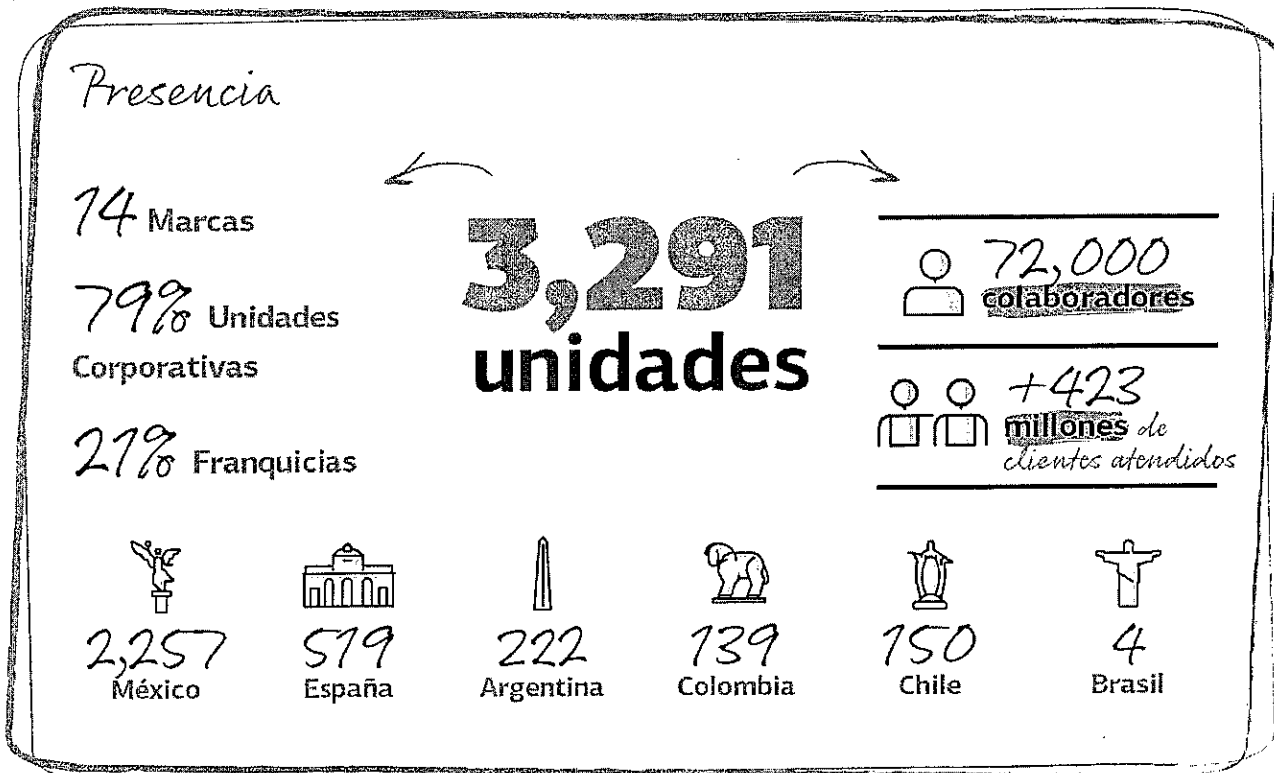 Presencia
14 Marcas
79% Unidades
Corporativas
21% Franquicias
3,291
unidades
72,000
colaboradores
+423
millones de
clientes atendidos
2,257
México
519
España
222
Argentina
139
Colombia
150
Chile
4
Brasil